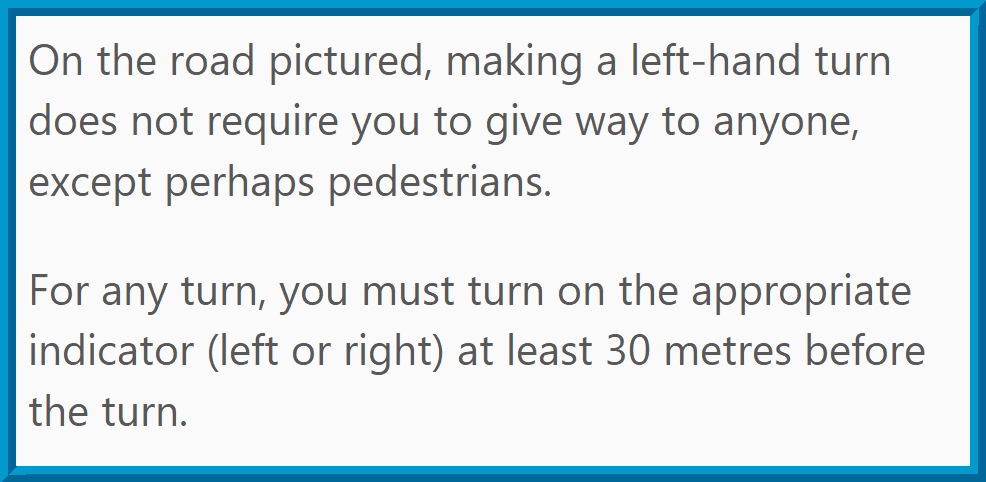 On the road pictured, making a left-hand turn
does not require you to give way to anyone,
except perhaps pedestrians.
For any turn, you must turn on the appropriate
indicator (left or right) at least 30 metres before
the turn.